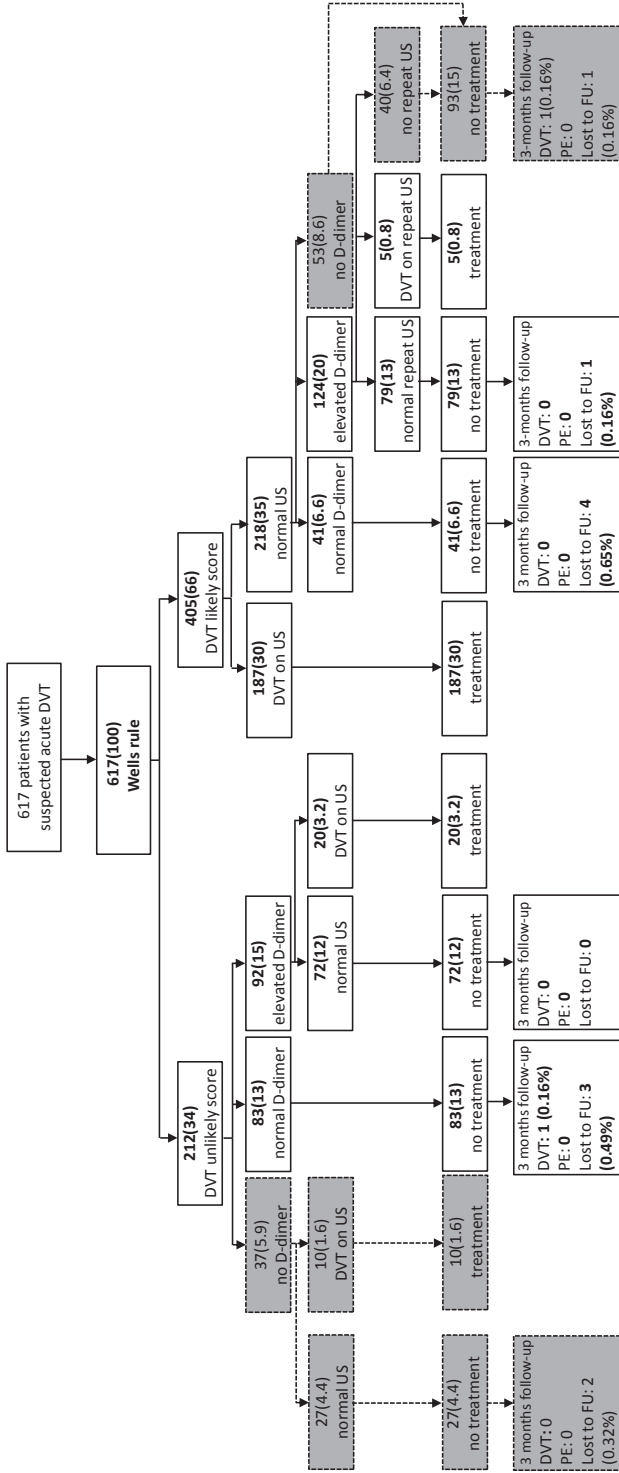 617 patients with
suspected acute DVT
617(100)
Wells rule
212(34)
DVT unlikely score
405(66)
DVT likely score
37(5.9)
no D-dimer
83(13)
normal D-dimer
92(15)
elevated D-dimer
187(30)
DVT on US
218(35)
normal US
27(4.4)
normal US
10(1.6)
DVT on US
72(12)
normal US
20(3.2)
DVT on US
41(6.6)
normal D-dimer
124(20)
elevated D-dimer
53(8.6)
no D-dimer
79(13)
normal repeat US
5(0.8)
DVT on repeat US
40(6.4)
no repeat US
27(4.4)
no treatment
10(1.6)
treatment
83(13)
no treatment
72(12)
no treatment
20(3.2)
treatment
187(30)
treatment
41(6.6)
no treatment
79(13)
no treatment
5(0.8)
treatment
93(15)
no treatment
3 months follow-up
DVT: 0
PE: 0
Lost to FU: 2
(0.32%)
3 months follow-up
DVT: 1 (0.16%)
PE: 0
Lost to FU: 3
(0.49%)
3 months follow-up
DVT: 0
PE: 0
Lost to FU: 0
3 months follow-up
DVT: 0
PE: 0
Lost to FU: 4
(0.65%)
3-months follow-up
DVT: 0
PE: 0
Lost to FU: 1
(0.16%)
3-months follow-up
DVT: 1(0.16%)
PE: 0
Lost to FU: 1
(0.16%)